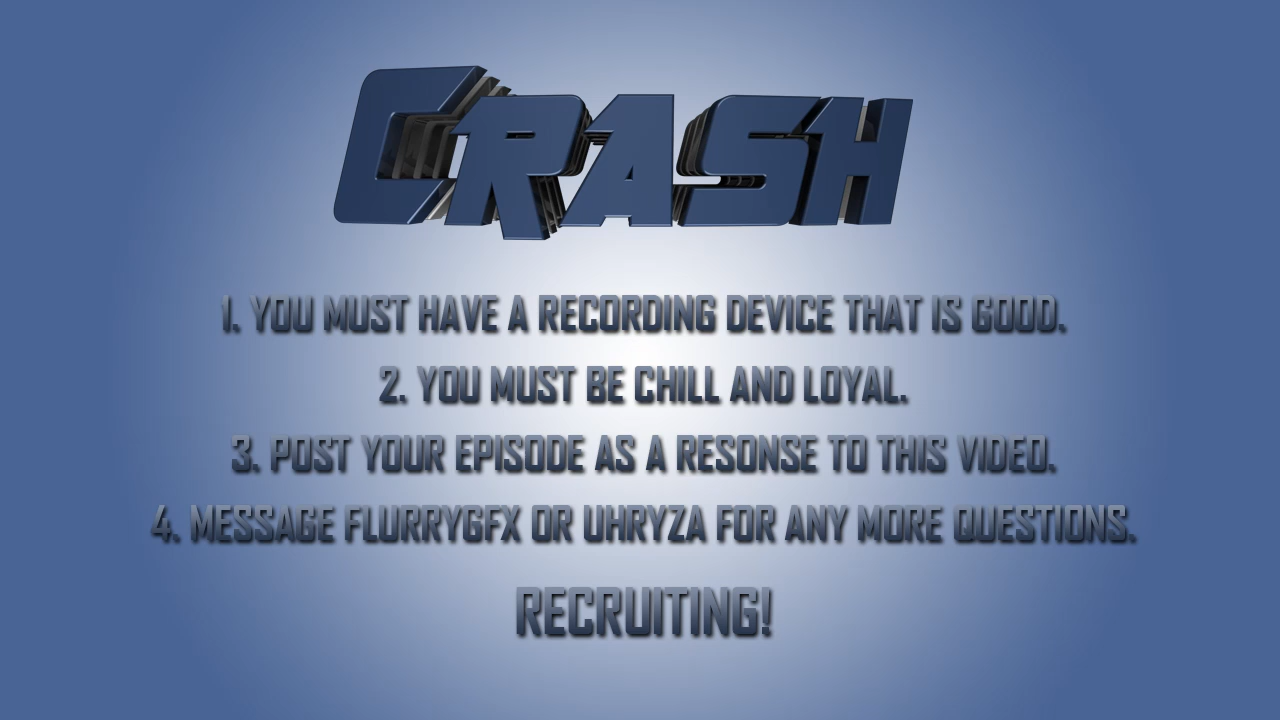 CRASH
1. YOU MUST HAVE A RECORDING DEVICE THAT IS GOOD.
2. YOU MUST BE CHILL AND LOYAL.
3. POST YOUR EPISODE AS A RESONSE TO THIS VIDEO.
4. MESSAGE FLURRYGFX OR UHRYZA FOR ANY MORE QUESTIONS.
RECRUITING!